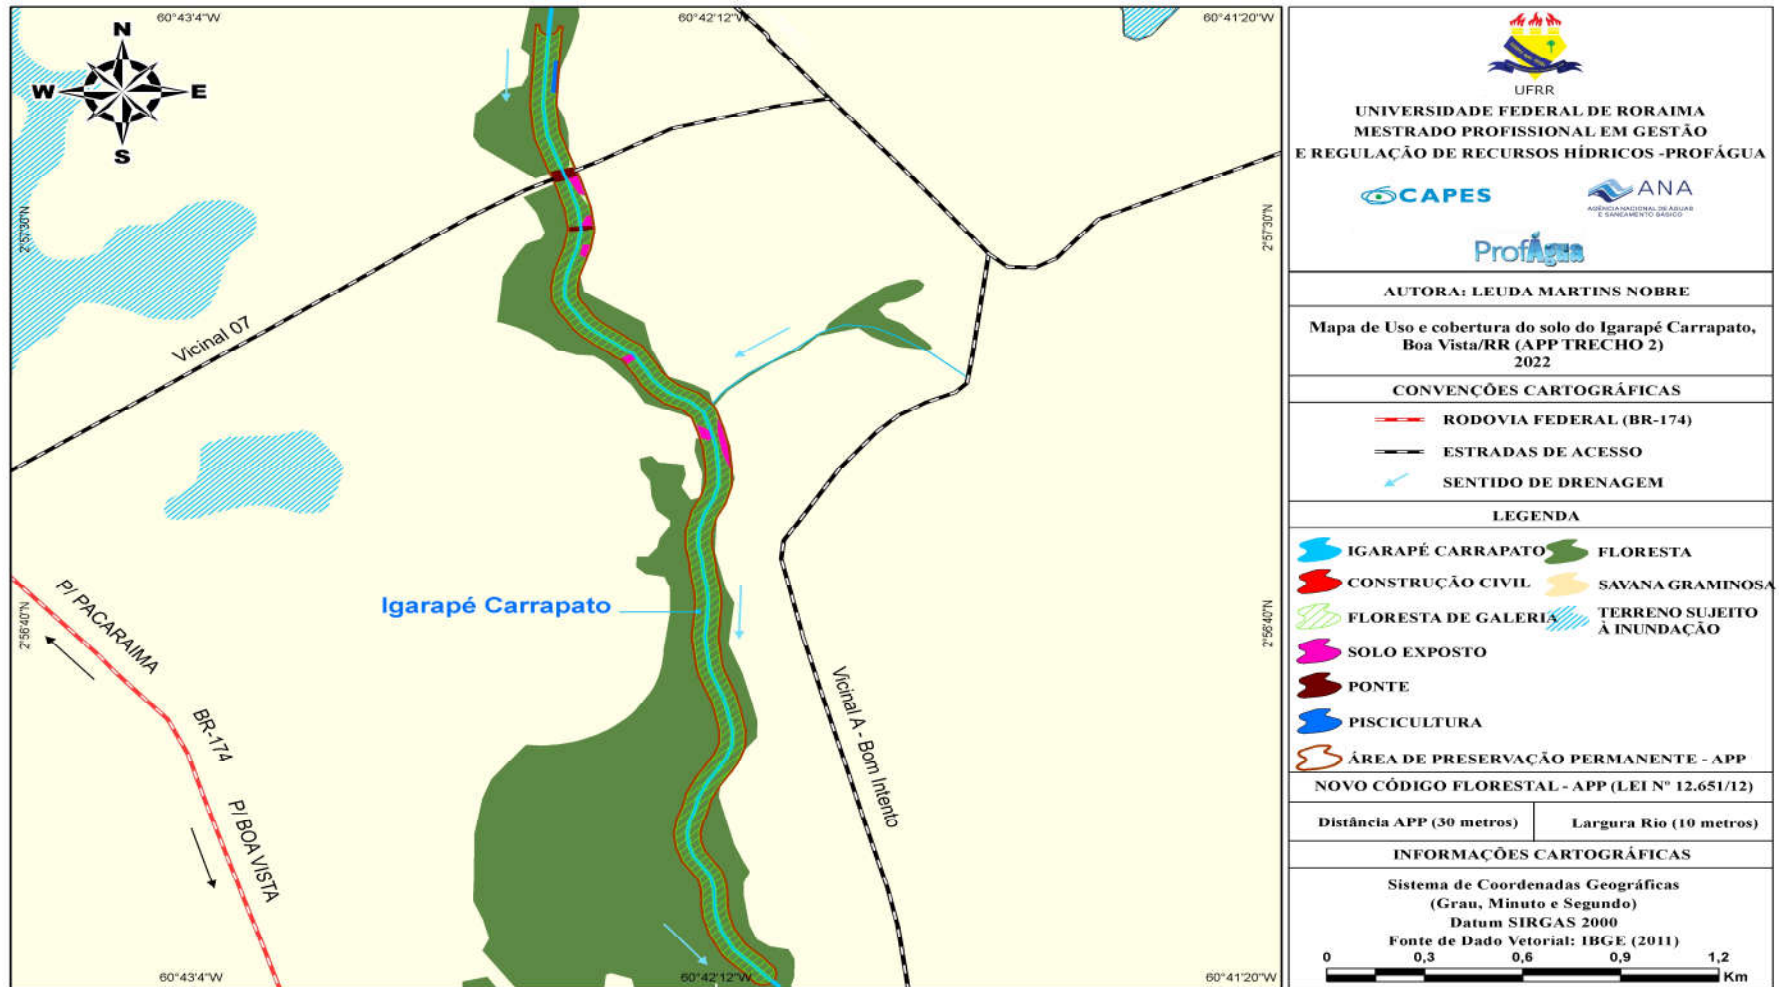 60°43'4"W
60°42'12"W
60°41'20"W
N
W
E
S
2°57'30"N
2°57'30"N
Vicinal 07
Igarapé Carrapato
2°56'40"N
2°56'40"N
P/ PACARAIMA
BR-174
P/ BOA VISTA
Vicinal A - Bom Intento
60°43'4"W
60°42'12"W
60°41'20"W
UFRR
UNIVERSIDADE FEDERAL DE RORAIMA
MESTRADO PROFISSIONAL EM GESTÃO
E REGULAÇÃO DE RECURSOS HÍDRICOS -PROFÁGUA
CAPES
ANA
AGÊNCIA NACIONAL DE ÁGUAS
E SANEAMENTO BÁSICO
ProfÁgua
AUTORA: LEUDA MARTINS NOBRE
Mapa de Uso e cobertura do solo do Igarapé Carrapato,
Boa Vista/RR (APP TRECHO 2)
2022
CONVENÇÕES CARTOGRÁFICAS
RODOVIA FEDERAL (BR-174)
ESTRADAS DE ACESSO
SENTIDO DE DRENAGEM
LEGENDA
IGARAPÉ CARRAPATO
FLORESTA
CONSTRUÇÃO CIVIL
SAVANA GRAMINOSA
FLORESTA DE GALERIA
TERRENO SUJEITO
À INUNDAÇÃO
SOLO EXPOSTO
PONTE
PISCICULTURA
ÁREA DE PRESERVAÇÃO PERMANENTE - APP
NOVO CÓDIGO FLORESTAL - APP (LEI Nº 12.651/12)
Distância APP (30 metros)
Largura Rio (10 metros)
INFORMAÇÕES CARTOGRÁFICAS
Sistema de Coordenadas Geográficas
(Grau, Minuto e Segundo)
Datum SIRGAS 2000
Fonte de Dado Vetorial: IBGE (2011)
0 0,3 0,6 0,9 1,2
Km